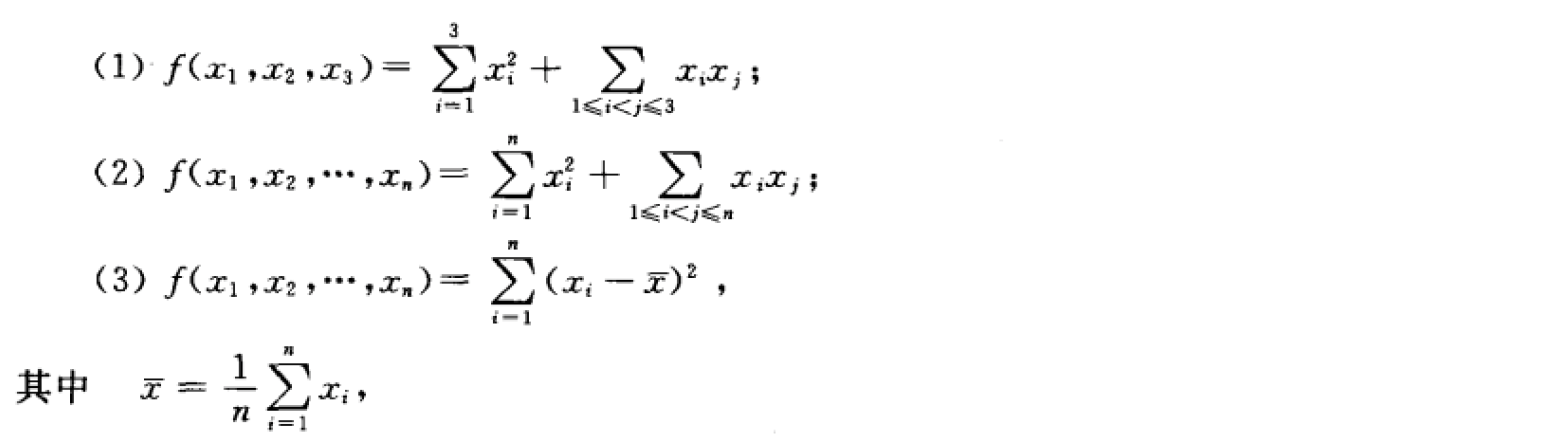 (1) f(x₁,x₂,x₃)= ∑_{i=1}^{3} x_i² + ∑_{1⩽i<j⩽3} x_i x_j;
(2) f(x₁,x₂,⋯,x_n)= ∑_{i=1}^{n} x_i² + ∑_{1⩽i<j⩽n} x_i x_j;
(3) f(x₁,x₂,⋯,x_n)= ∑_{i=1}^{n} (x_i − x̄)² ,
其中 x̄ = \frac{1}{n} ∑_{i=1}^{n} x_i,